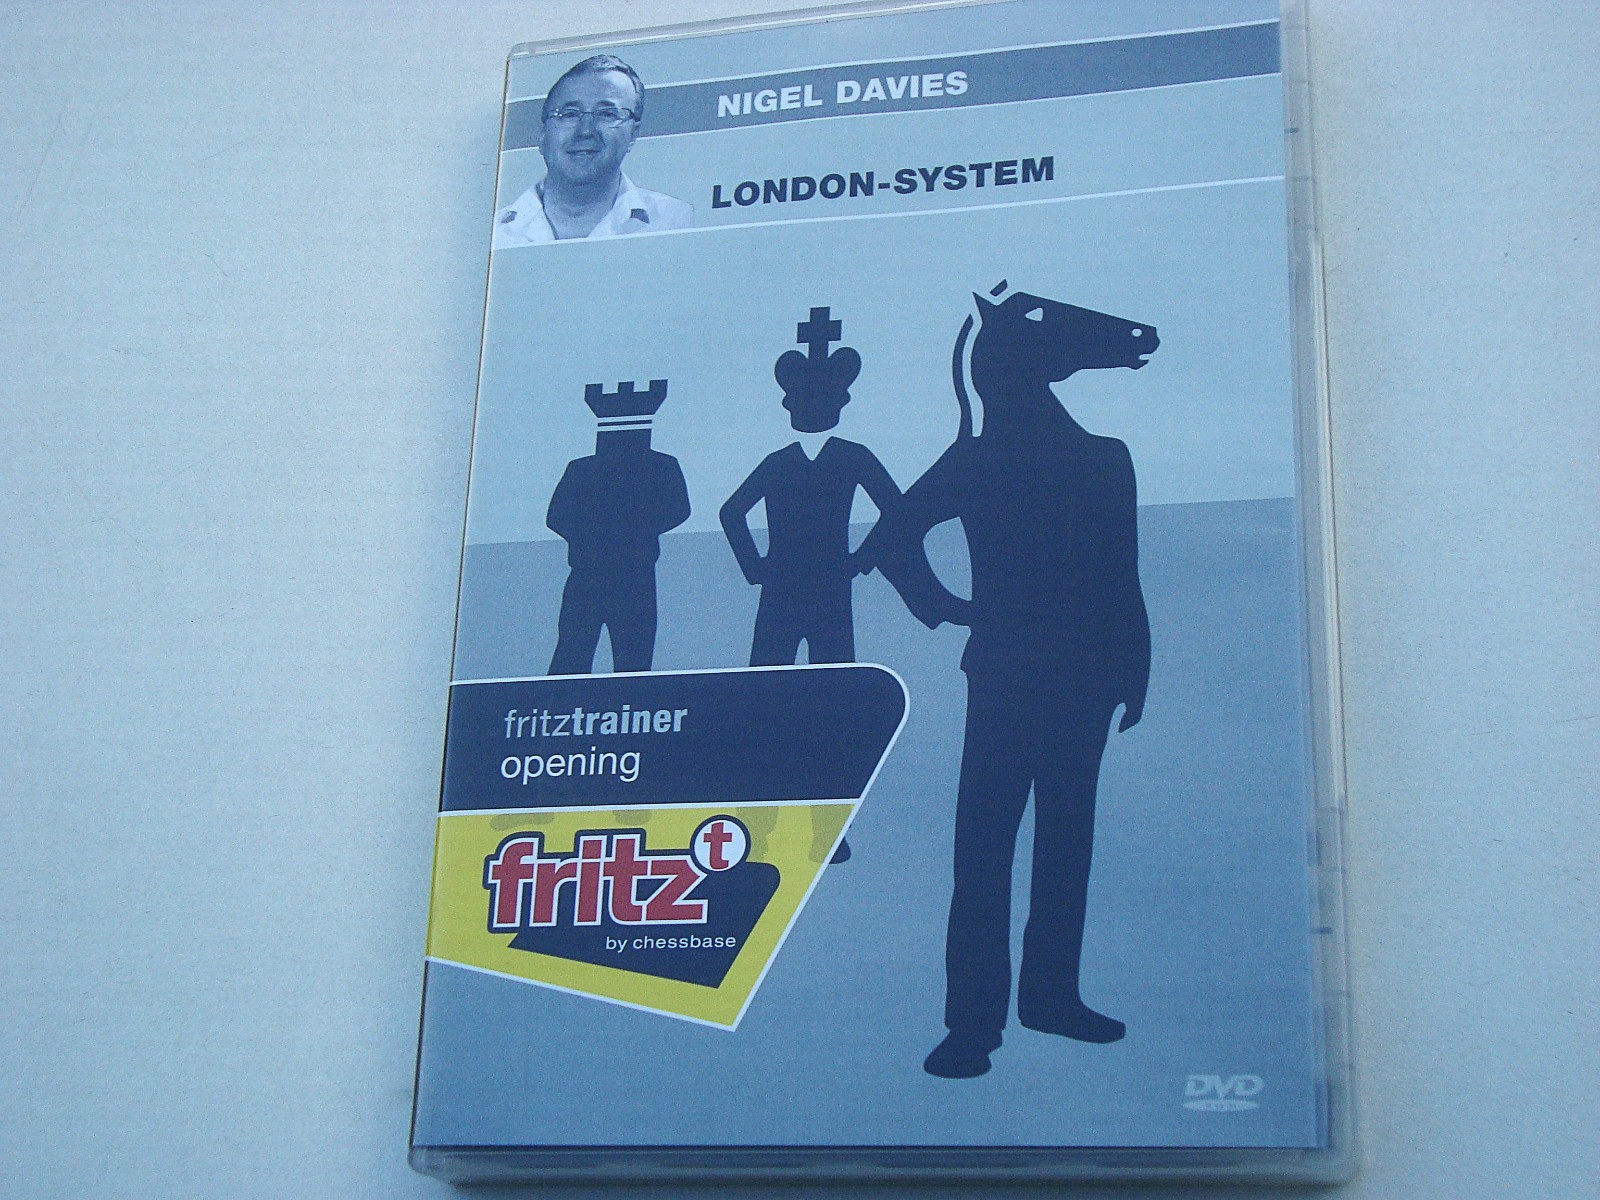 NIGEL DAVIES
LONDON-SYSTEM
fritztrainer
opening
fritz t
by chessbase
DVD